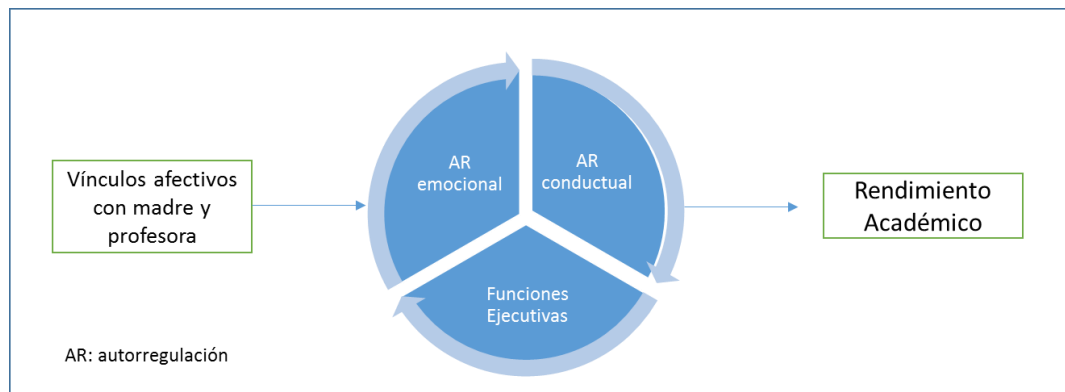 Vínculos afectivos
con madre y
profesora
AR
emocional
AR
conductual
Funciones
Ejecutivas
Rendimiento
Académico
AR: autorregulación